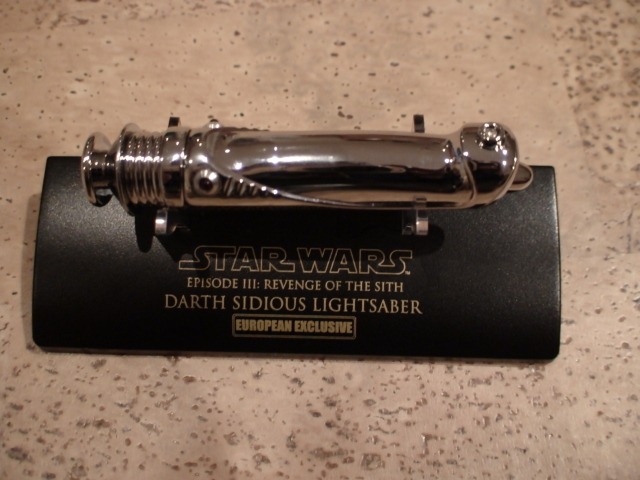 STAR WARS
EPISODE III: REVENGE OF THE SITH
DARTH SIDIOUS LIGHTSABER
EUROPEAN EXCLUSIVE